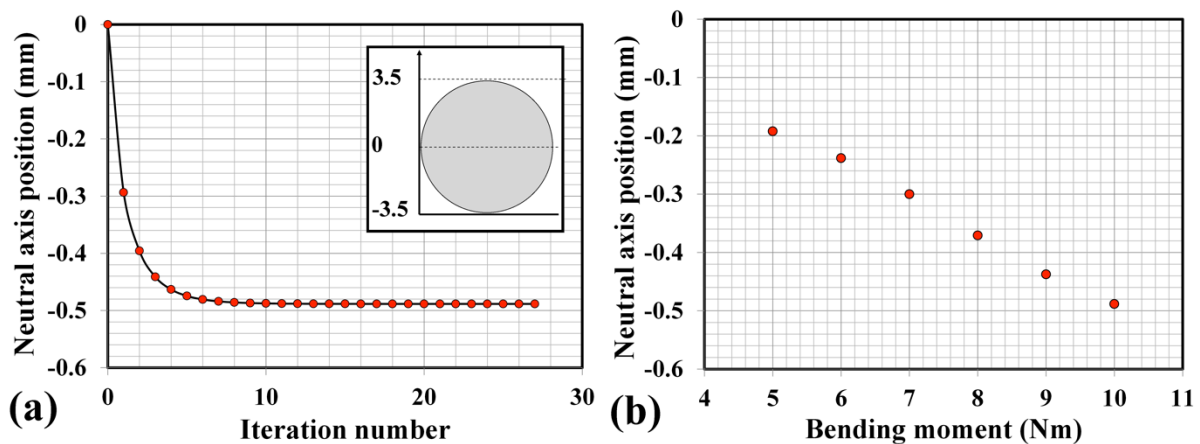 0
-0.1
-0.2
-0.3
-0.4
-0.5
-0.6
Neutral axis position (mm)
3.5
0
-3.5
0 10 20 30
Iteration number
(a)
0
-0.1
-0.2
-0.3
-0.4
-0.5
-0.6
Neutral axis position (mm)
4 5 6 7 8 9 10 11
Bending moment (Nm)
(b)